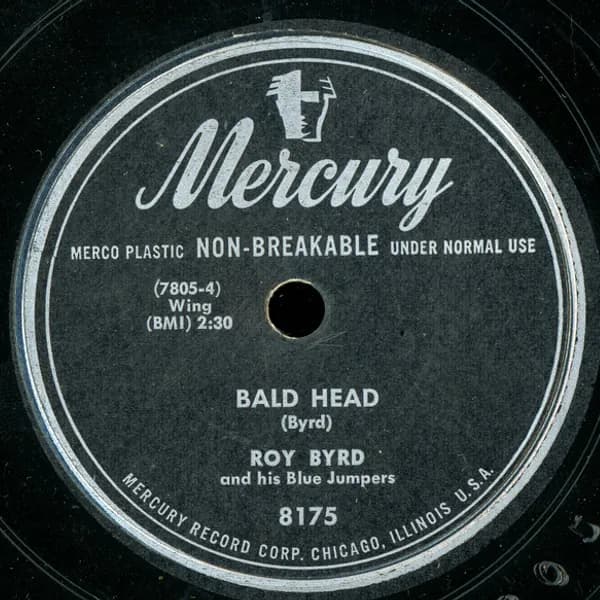 Mercury
MERCO PLASTIC NON-BREAKABLE UNDER NORMAL USE
(7805-4)
Wing
(BMI) 2:30
BALD HEAD
(Byrd)
ROY BYRD
and his Blue Jumpers
8175
MERCURY RECORD CORP. CHICAGO, ILLINOIS U.S.A.